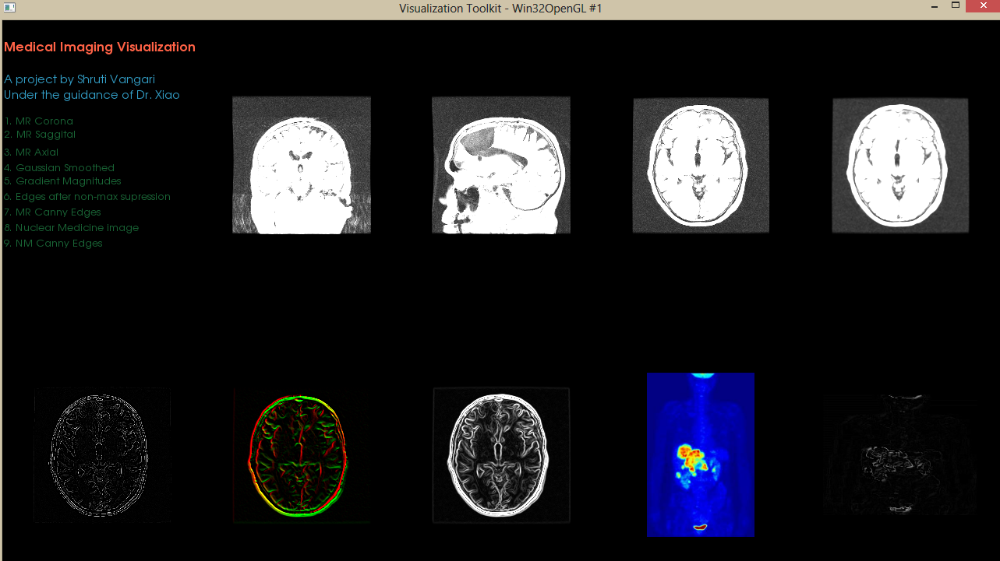 Visualization Toolkit - Win32OpenGL #1
Medical Imaging Visualization
A project by Shruti Vangari
Under the guidance of Dr. Xiao
1. MR Corona
2. MR Saggital
3. MR Axial
4. Gaussian Smoothed
5. Gradient Magnitudes
6. Edges after non-max supression
7. MR Canny Edges
8. Nuclear Medicine Image
9. NM Canny Edges